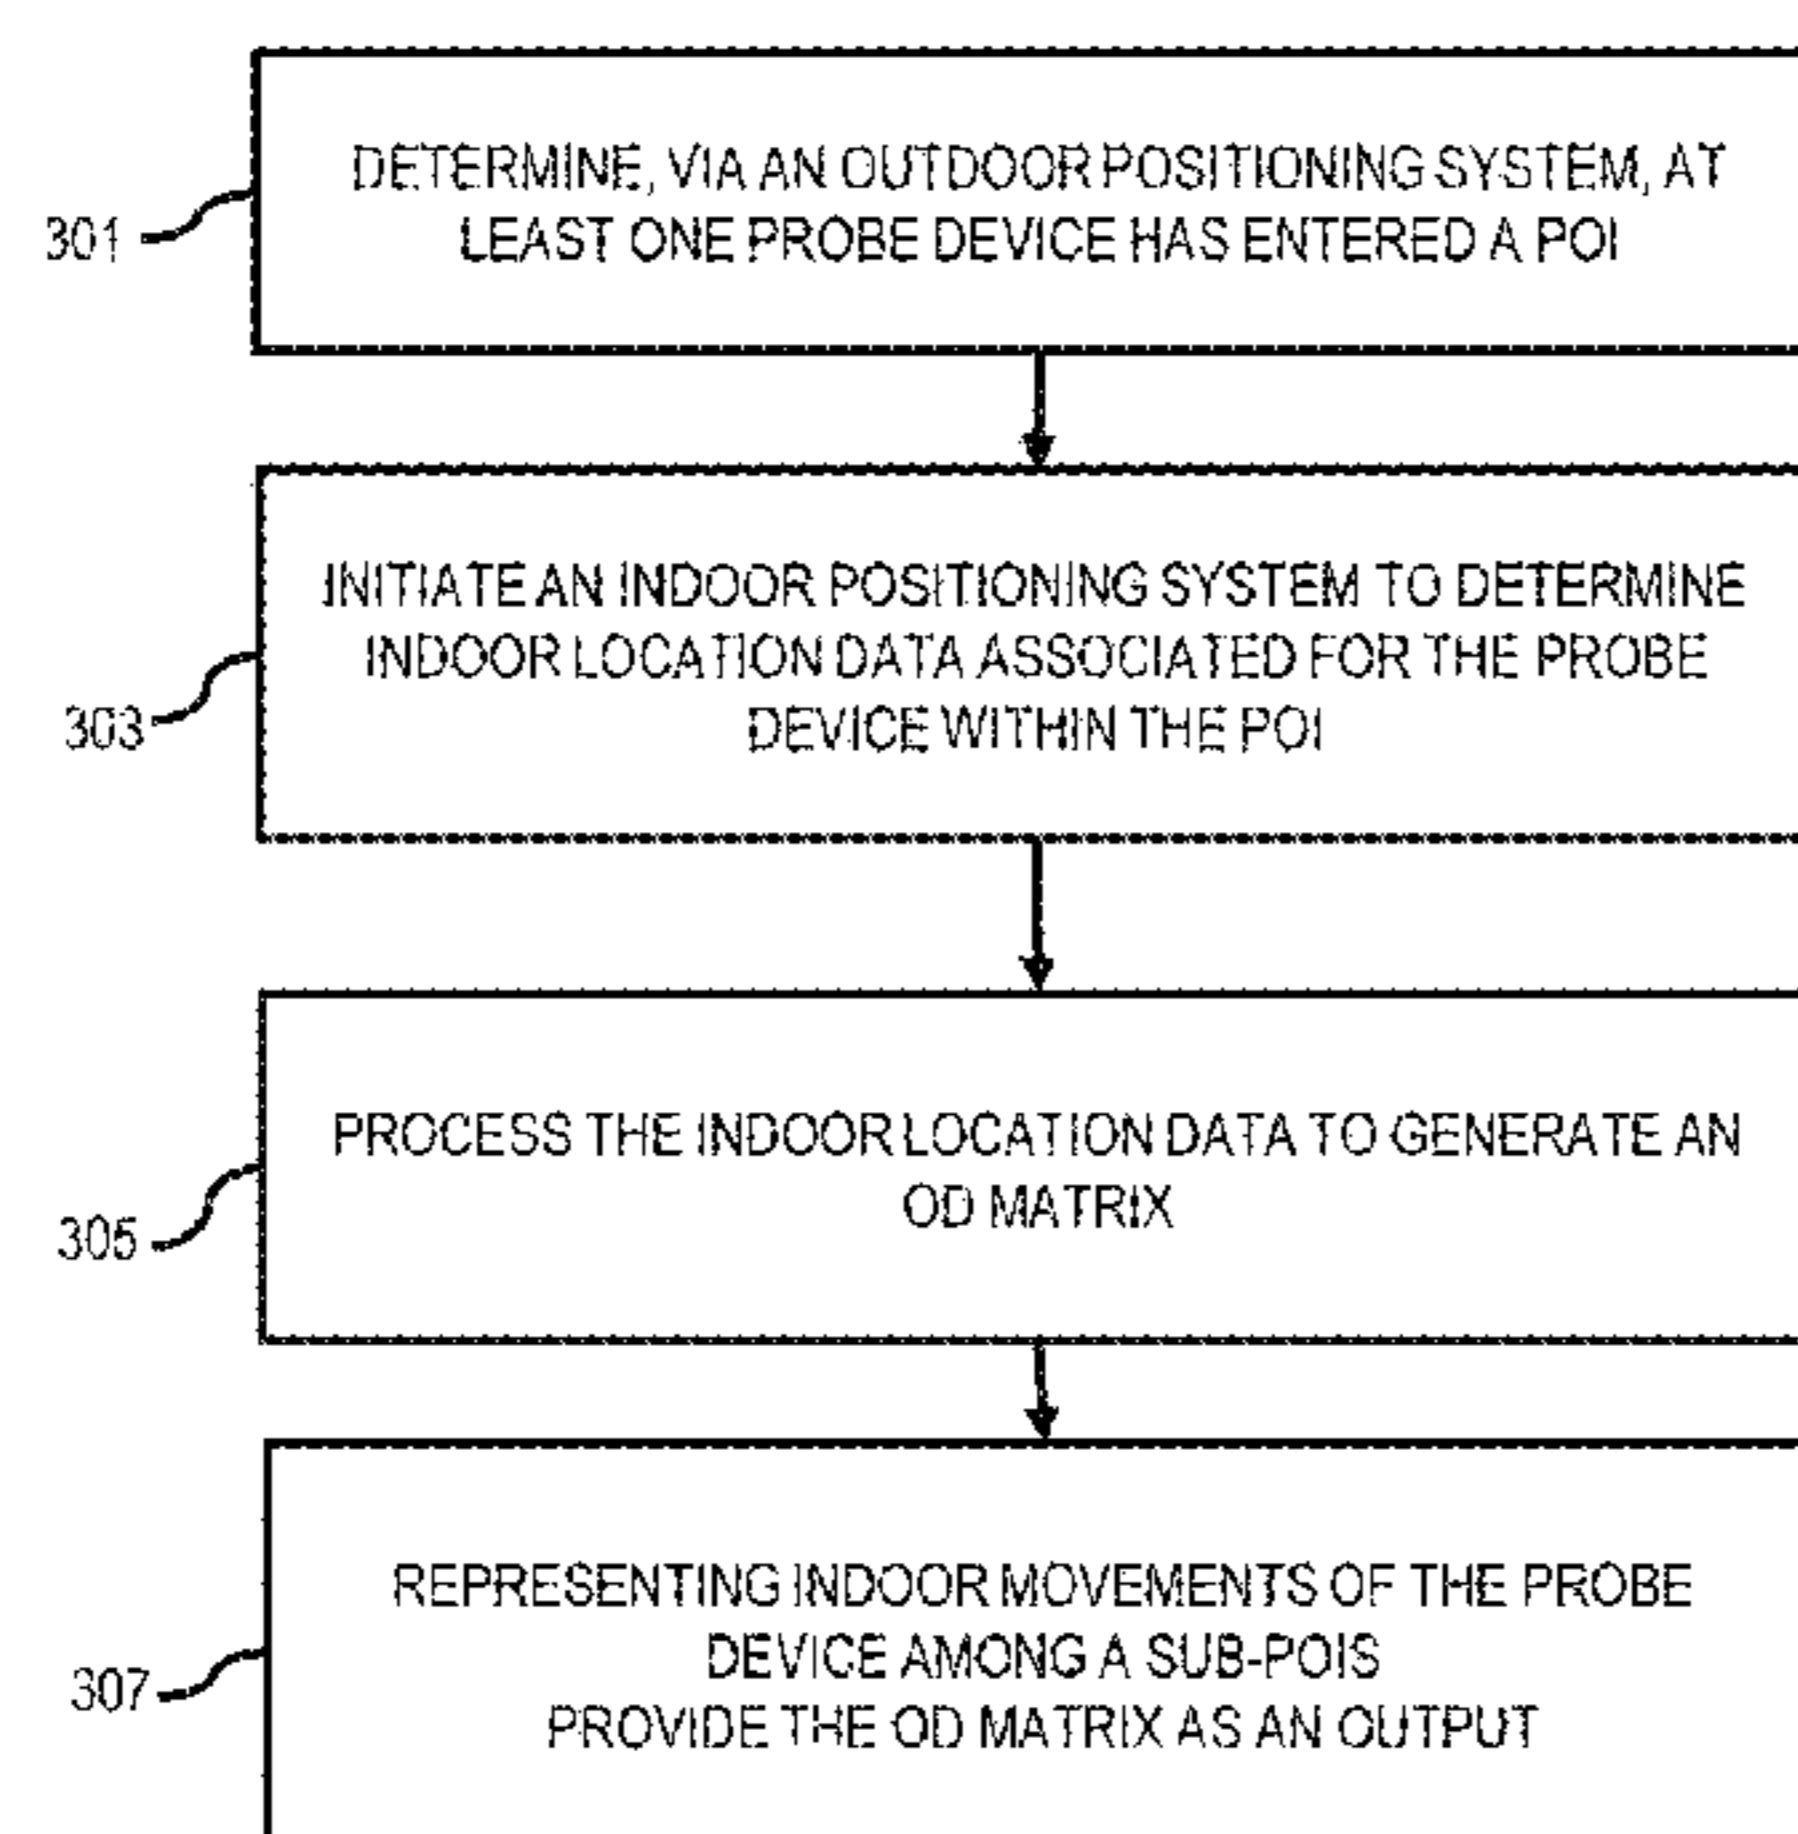 DETERMINE, VIA AN OUTDOOR POSITIONING SYSTEM, AT
LEAST ONE PROBE DEVICE HAS ENTERED A POI
301
INITIATE AN INDOOR POSITIONING SYSTEM TO DETERMINE
INDOOR LOCATION DATA ASSOCIATED FOR THE PROBE
DEVICE WITHIN THE POI
303
PROCESS THE INDOOR LOCATION DATA TO GENERATE AN
OD MATRIX
305
REPRESENTING INDOOR MOVEMENTS OF THE PROBE
DEVICE AMONG A SUB-POIS
PROVIDE THE OD MATRIX AS AN OUTPUT
307